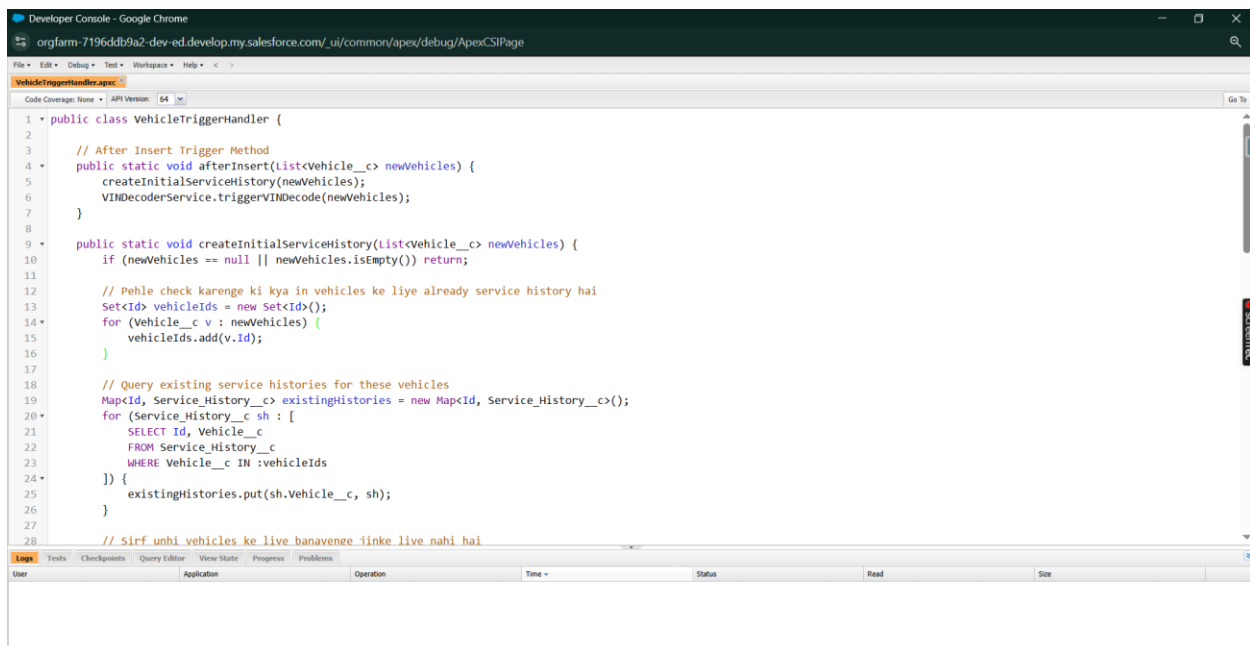 Developer Console - Google Chrome
orgfarm-7196ddb9a2-dev-ed.develop.my.salesforce.com/_ui/common/apex/debug/ApexCSIPage
File Edit Debug Test Workspace Help < >
VehicleTriggerHandler.apxc
Code Coverage: None API Version: 64 Go To
1 public class VehicleTriggerHandler {
2
3 // After Insert Trigger Method
4 public static void afterInsert(List<Vehicle__c> newVehicles) {
5 createInitialServiceHistory(newVehicles);
6 VINDecoderService.triggerVINDecode(newVehicles);
7 }
8
9 public static void createInitialServiceHistory(List<Vehicle__c> newVehicles) {
10 if (newVehicles == null || newVehicles.isEmpty()) return;
11
12 // Pehle check karenge ki kya in vehicles ke liye already service history hai
13 Set<Id> vehicleIds = new Set<Id>();
14 for (Vehicle__c v : newVehicles) {
15 vehicleIds.add(v.Id);
16 }
17
18 // Query existing service histories for these vehicles
19 Map<Id, Service_History__c> existingHistories = new Map<Id, Service_History__c>();
20 for (Service_History__c sh : [
21 SELECT Id, Vehicle__c
22 FROM Service_History__c
23 WHERE Vehicle__c IN :vehicleIds
24 ]) {
25 existingHistories.put(sh.Vehicle__c, sh);
26 }
27
28 // Sirf unhi vehicles ke liye banayenge jinke liye nahi hai
Logs Tests Checkpoints Query Editor View State Progress Problems
User Application Operation Time Status Read Size